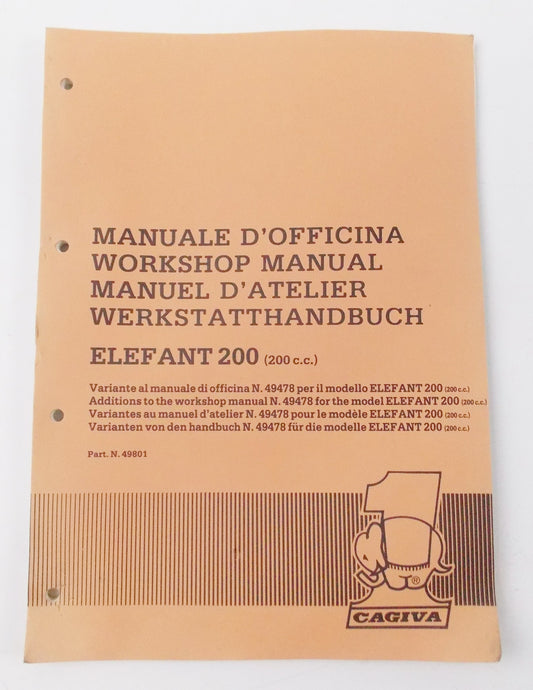 MANUALE D'OFFICINA
WORKSHOP MANUAL
MANUEL D'ATELIER
WERKSTATTHANDBUCH
ELEFANT 200 (200 c.c.)
Variante al manuale di officina N. 49478 per il modello ELEFANT 200 (200 c.c.)
Additions to the workshop manual N. 49478 for the model ELEFANT 200 (200 c.c.)
Variantes au manuel d'atelier N. 49478 pour le modèle ELEFANT 200 (200 c.c.)
Varianten von den handbuch N. 49478 für die modelle ELEFANT 200 (200 c.c.)
Part. N. 49801
1
®
CAGIVA